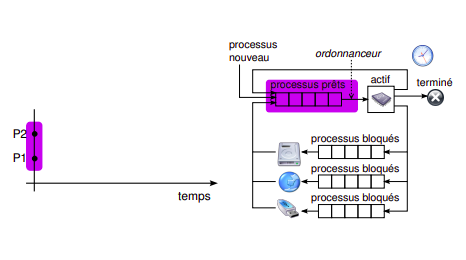 processus
nouveau
ordonnanceur
processus prêts
actif
terminé
processus bloqués
processus bloqués
processus bloqués
P2
P1
temps